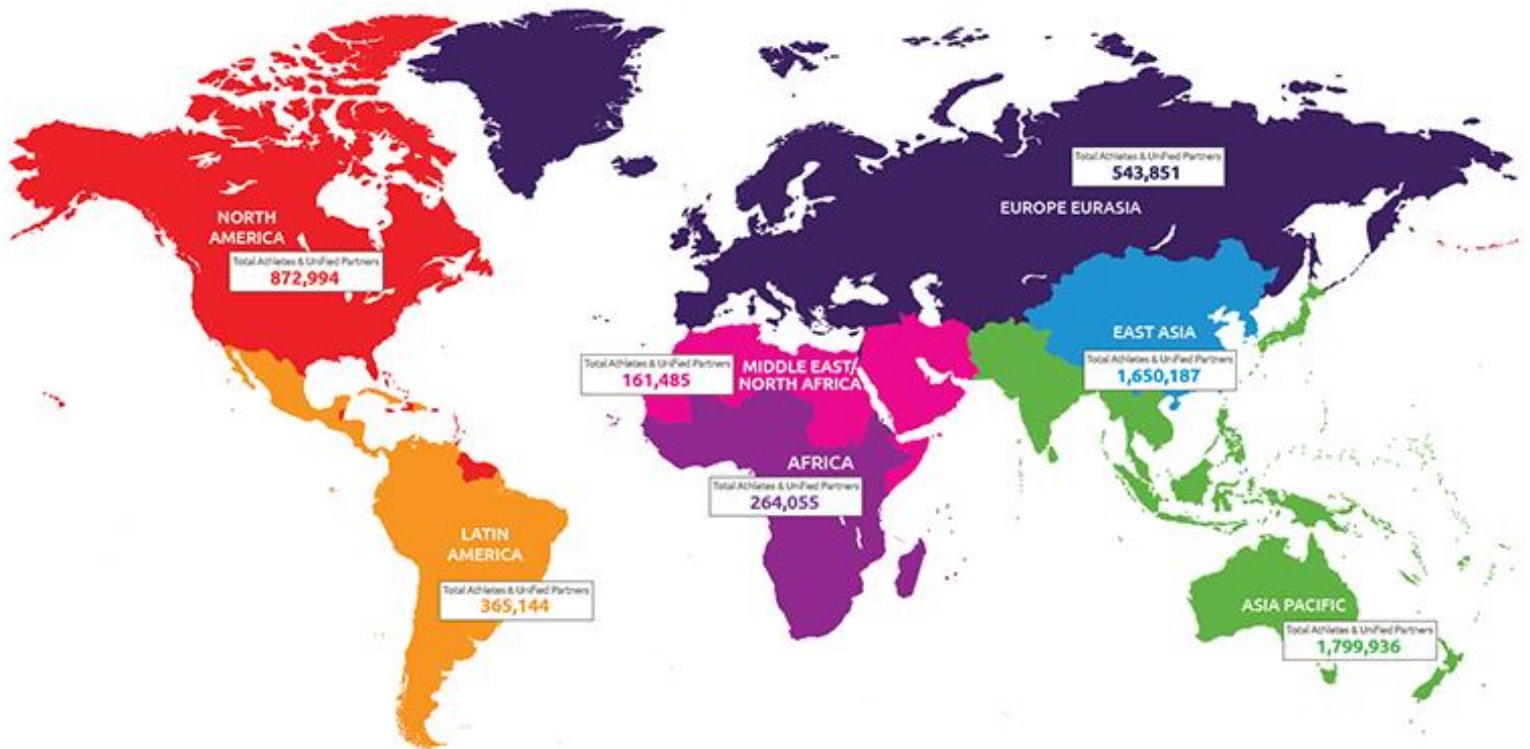 NORTH
AMERICA
Total Athletes & Unified Partners
872,994
Total Athletes & Unified Partners
543,851
EUROPE EURASIA
EAST ASIA
Total Athletes & Unified Partners
1,650,187
Total Athletes & Unified Partners
161,485
MIDDLE EAST/
NORTH AFRICA
AFRICA
Total Athletes & Unified Partners
264,055
LATIN
AMERICA
Total Athletes & Unified Partners
365,144
ASIA PACIFIC
Total Athletes & Unified Partners
1,799,936